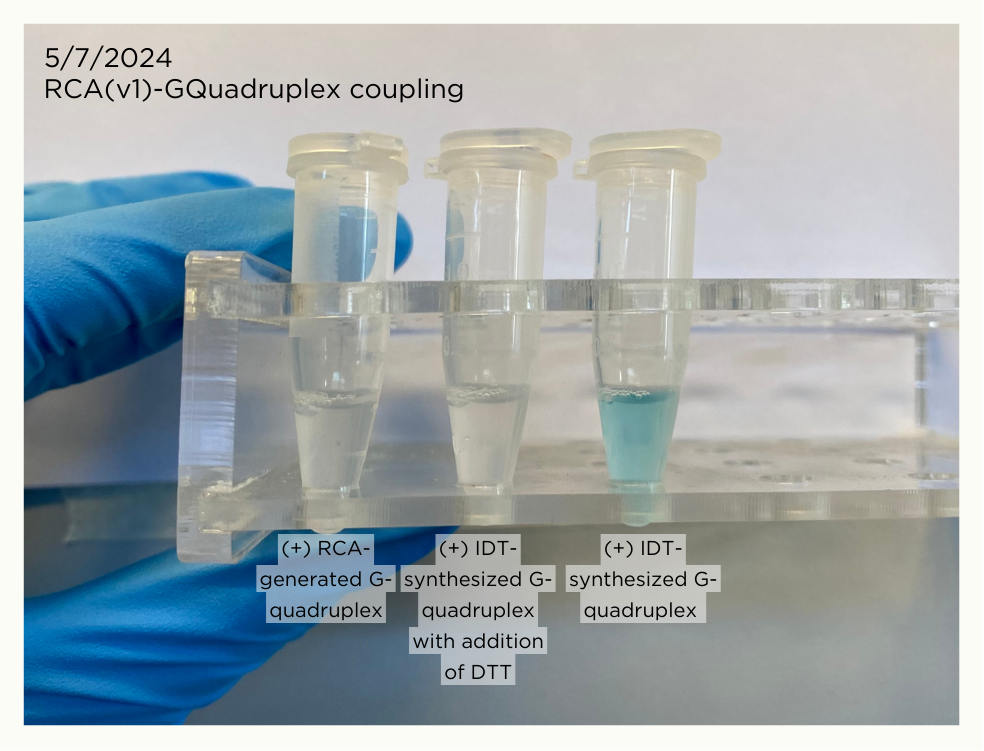 5/7/2024
RCA(v1)-GQuadruplex coupling
(+) RCA-
generated G-
quadruplex
(+) IDT-
synthesized G-
quadruplex
with addition
of DTT
(+) IDT-
synthesized G-
quadruplex